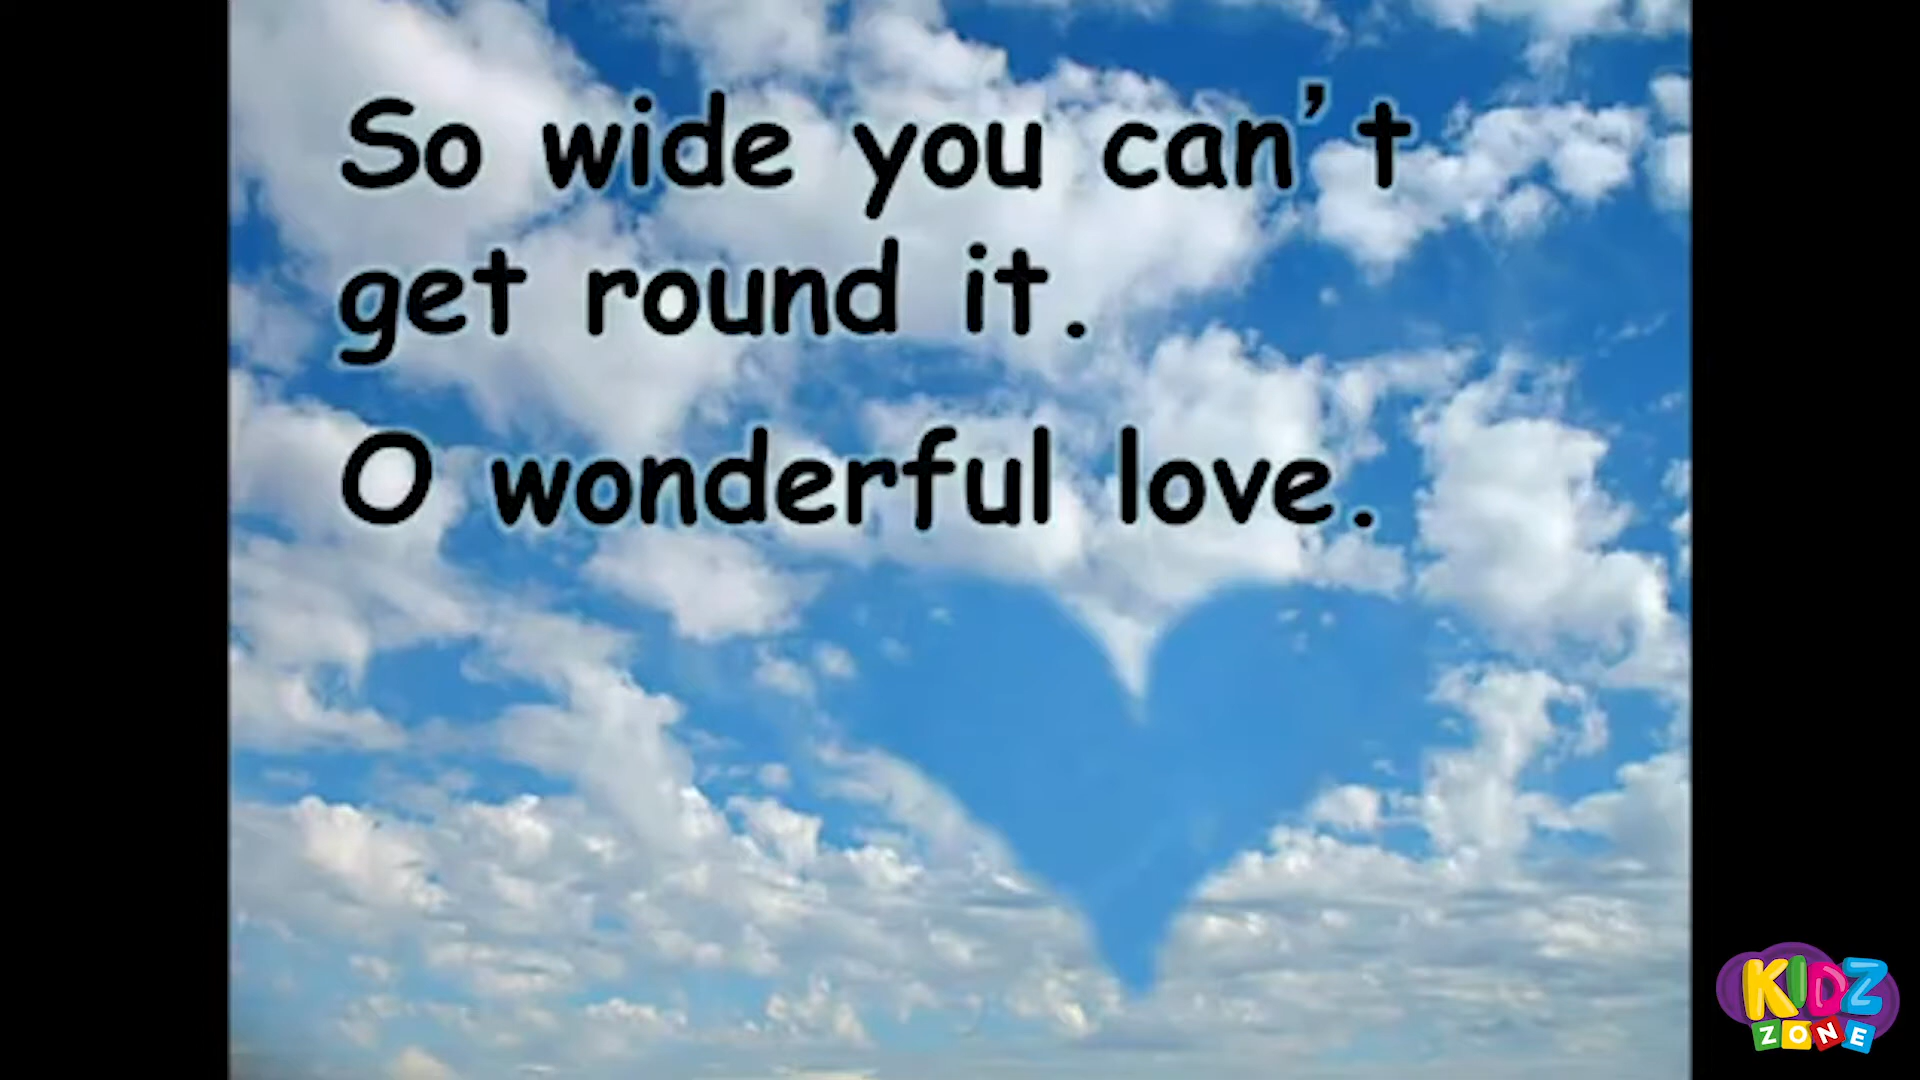 So wide you can't
get round it.
O wonderful love.
KIDZ
ZONE